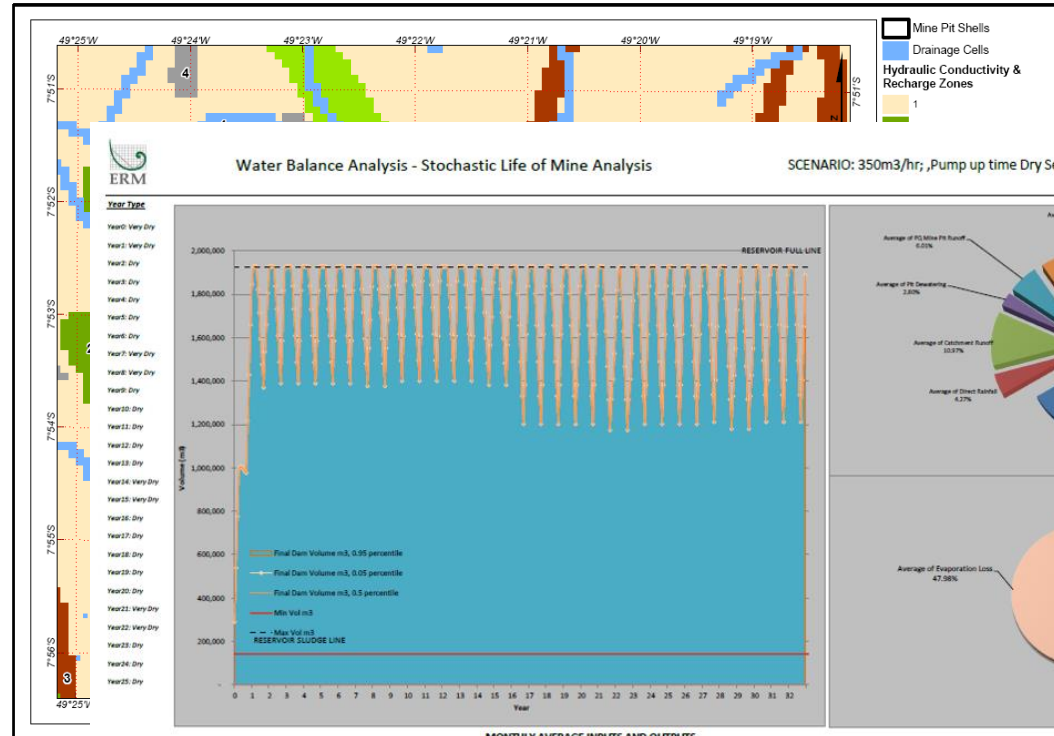 Mine Pit Shells
Drainage Cells
Hydraulic Conductivity &
Recharge Zones
1
49°25'W
49°24'W
49°23'W
49°22'W
49°21'W
49°20'W
49°19'W
7°51'S
7°51'S
4
N
7°52'S
7°53'S
7°54'S
7°55'S
7°56'S
3
49°25'W
ERM
Water Balance Analysis - Stochastic Life of Mine Analysis
SCENARIO: 350m3/hr; ,Pump up time Dry Se
Year Type
Year0: Very Dry
Year1: Very Dry
Year2: Dry
Year3: Dry
Year4: Dry
Year5: Dry
Year6: Dry
Year7: Very Dry
Year8: Very Dry
Year9: Dry
Year10: Dry
Year11: Dry
Year12: Dry
Year13: Dry
Year14: Very Dry
Year15: Very Dry
Year16: Dry
Year17: Dry
Year18: Dry
Year19: Dry
Year20: Dry
Year21: Very Dry
Year22: Very Dry
Year23: Dry
Year24: Dry
Year25: Dry
RESERVOIR FULL LINE
2,000,000
1,800,000
1,600,000
1,400,000
1,200,000
1,000,000
800,000
600,000
400,000
200,000
-
Volume (m3)
Final Dam Volume m3, 0.95 percentile
Final Dam Volume m3, 0.05 percentile
Final Dam Volume m3, 0.5 percentile
Min Vol m3
Max Vol m3
RESERVOIR SLUDGE LINE
0 1 2 3 4 5 6 7 8 9 10 11 12 13 14 15 16 17 18 19 20 21 22 23 24 25 26 27 28 29 30 31 32
Year
Average of PQ Mine Pit Runoff
6.01%
Average of Pit Dewatering
2.80%
Average of Catchment Runoff
10.97%
Average of Direct Rainfall
6.27%
Average of Evaporation Loss
47.98%
MONTHLY AVERAGE INPUTS AND OUTPUTS